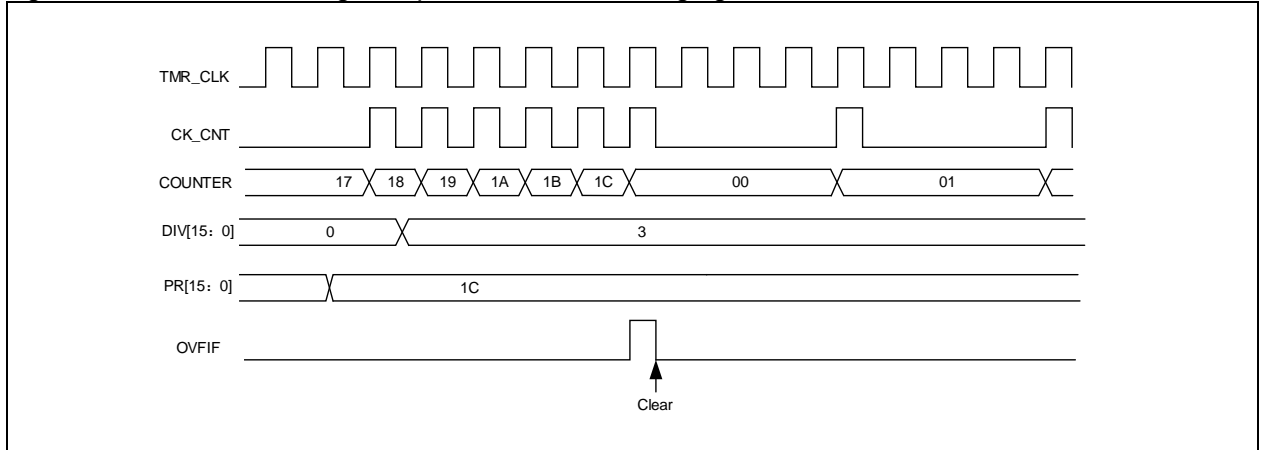 TMR_CLK
CK_CNT
COUNTER 17 18 19 1A 1B 1C 00 01
DIV[15：0] 0 3
PR[15：0] 1C
OVFIF
Clear